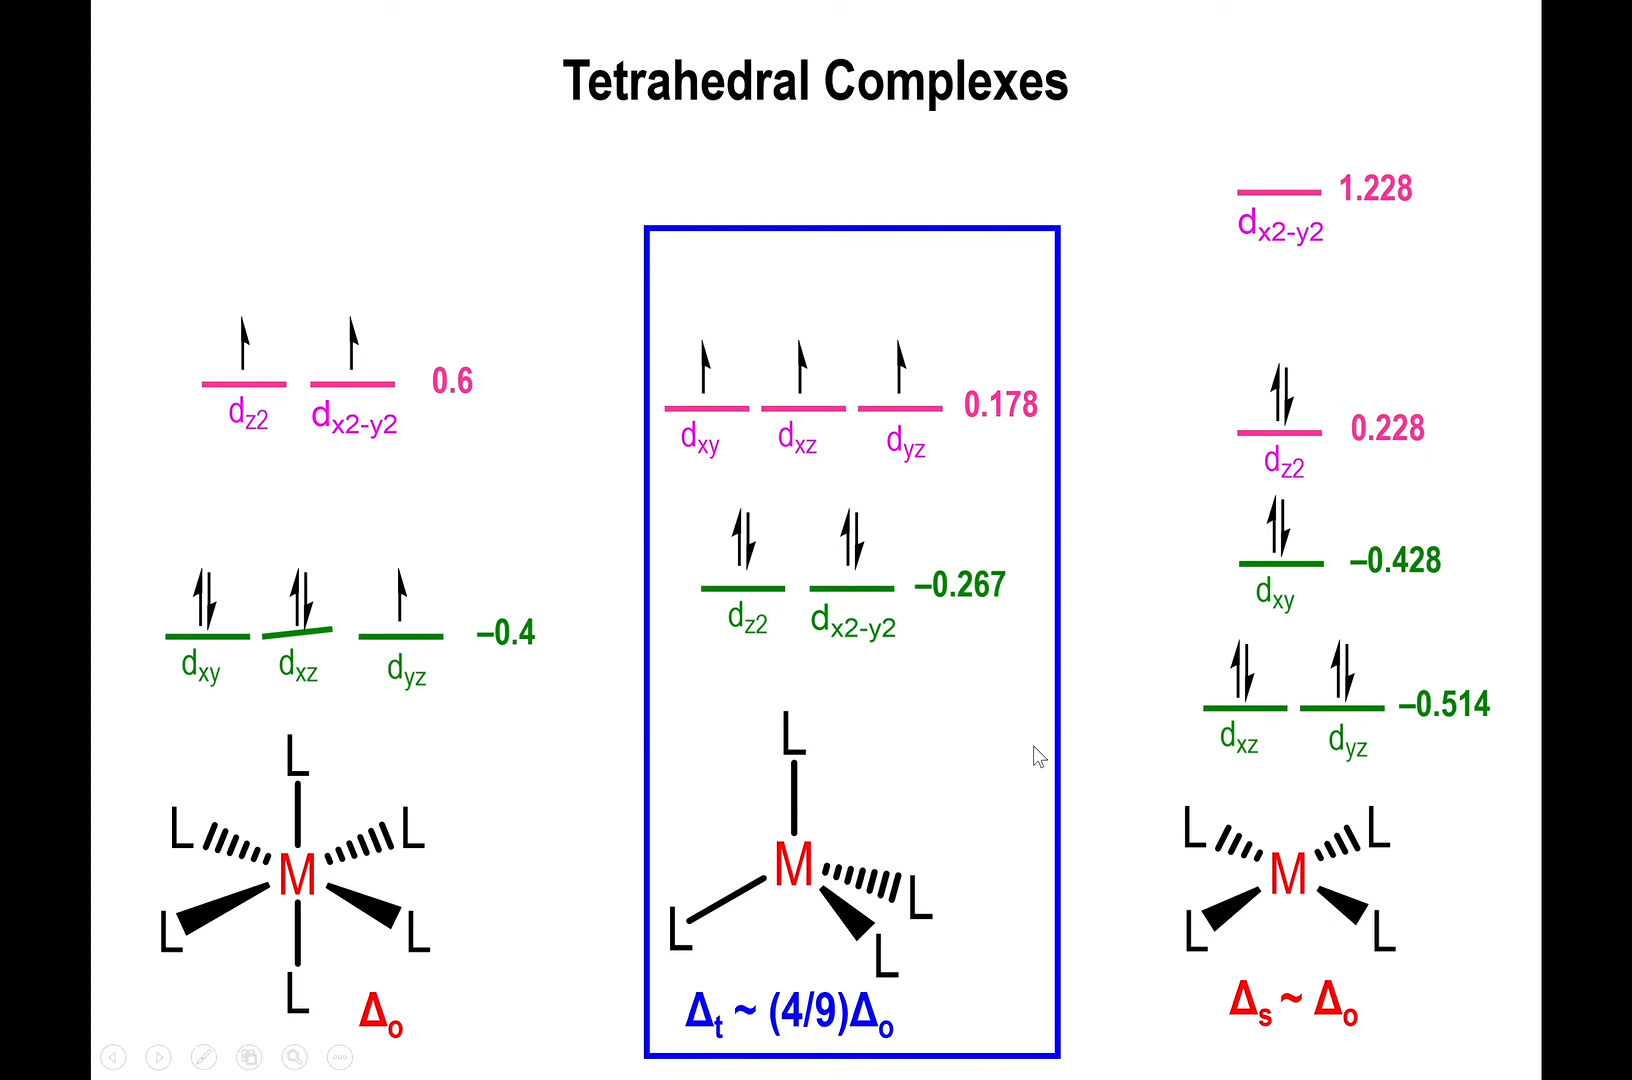 Tetrahedral Complexes
0.6
dz2
dx2-y2
–0.4
dxy
dxz
dyz
L
L
L
M
L
L
L
Δo
0.178
dxy
dxz
dyz
–0.267
dz2
dx2-y2
L
M
L
L
L
Δt ~ (4/9)Δo
1.228
dx2-y2
0.228
dz2
–0.428
dxy
–0.514
dxz
dyz
L
L
M
L
L
Δs ~ Δo